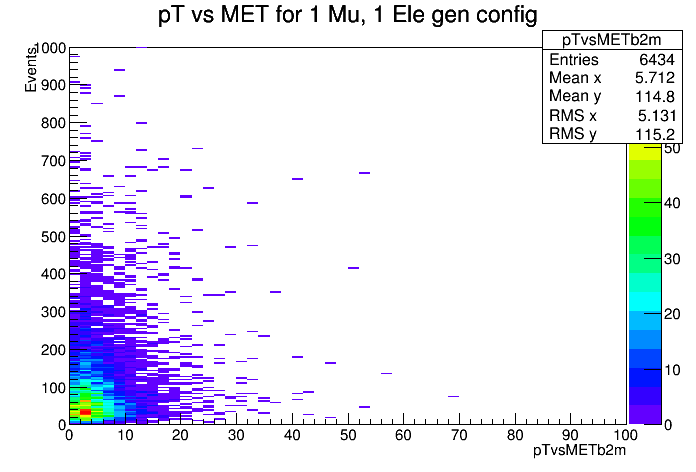 pT vs MET for 1 Mu, 1 Ele gen config
pTvsMETb2m
Entries 6434
Mean x 5.712
Mean y 114.8
RMS x 5.131
RMS y 115.2
Events
1000
900
800
700
600
500
400
300
200
100
0
50
40
30
20
10
0
0 10 20 30 40 50 60 70 80 90 100
pTvsMETb2m